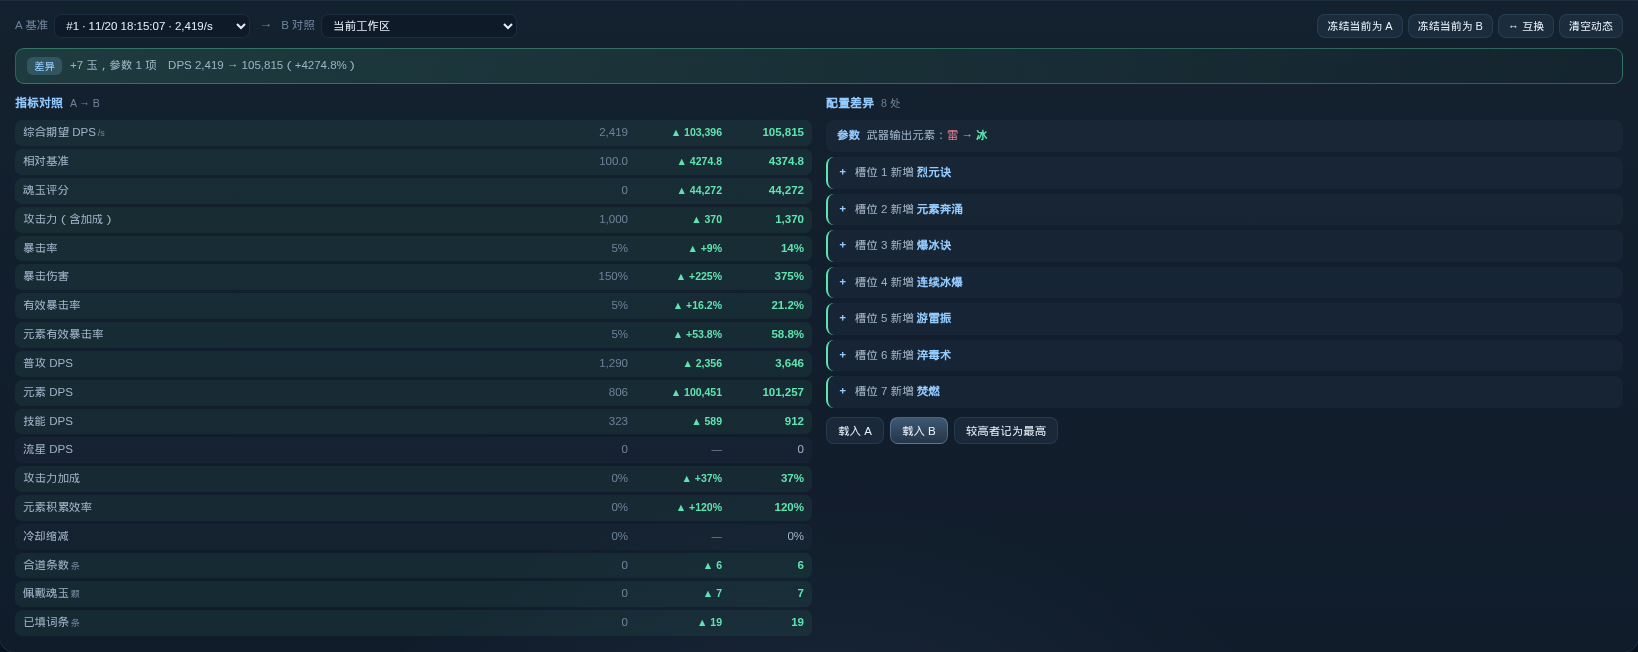 A 基准 #1 · 11/20 18:15:07 · 2,419/s → B 对照 当前工作区 冻结当前为 A 冻结当前为 B ↔ 互换 清空动态
差异 +7 玉，参数 1 项 DPS 2,419 → 105,815（+4274.8%）
指标对照 A → B
综合期望 DPS /s 2,419 ▲ 103,396 105,815
相对基准 100.0 ▲ 4274.8 4374.8
魂玉评分 0 ▲ 44,272 44,272
攻击力（含加成） 1,000 ▲ 370 1,370
暴击率 5% ▲ +9% 14%
暴击伤害 150% ▲ +225% 375%
有效暴击率 5% ▲ +16.2% 21.2%
元素有效暴击率 5% ▲ +53.8% 58.8%
普攻 DPS 1,290 ▲ 2,356 3,646
元素 DPS 806 ▲ 100,451 101,257
技能 DPS 323 ▲ 589 912
流星 DPS 0 — 0
攻击力加成 0% ▲ +37% 37%
元素积累效率 0% ▲ +120% 120%
冷却缩减 0% — 0%
合道条数 条 0 ▲ 6 6
佩戴魂玉 颗 0 ▲ 7 7
已填词条 条 0 ▲ 19 19
配置差异 8 处
参数 武器输出元素：雷 → 冰
+ 槽位 1 新增 烈元诀
+ 槽位 2 新增 元素奔涌
+ 槽位 3 新增 爆冰诀
+ 槽位 4 新增 连续冰爆
+ 槽位 5 新增 游雷振
+ 槽位 6 新增 淬毒术
+ 槽位 7 新增 焚燃
载入 A 载入 B 较高者记为最高